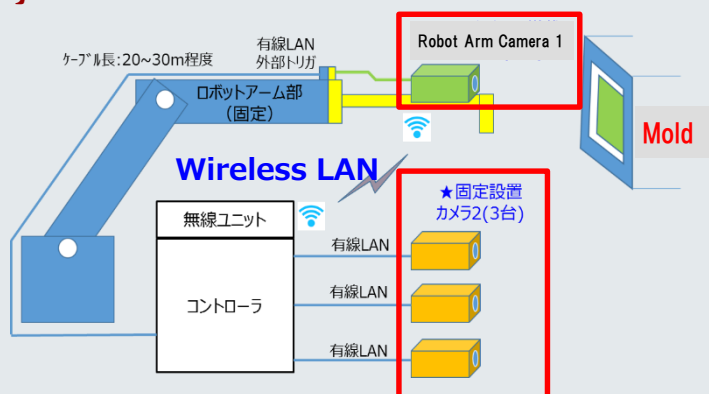 Robot Arm Camera 1
有線LAN
外部トリガ
ｹｰﾌﾞﾙ長:20~30m程度
ロボットアーム部
(固定)
Mold
Wireless LAN
★固定設置
カメラ2(3台)
無線ユニット
有線LAN
コントローラ
有線LAN
有線LAN